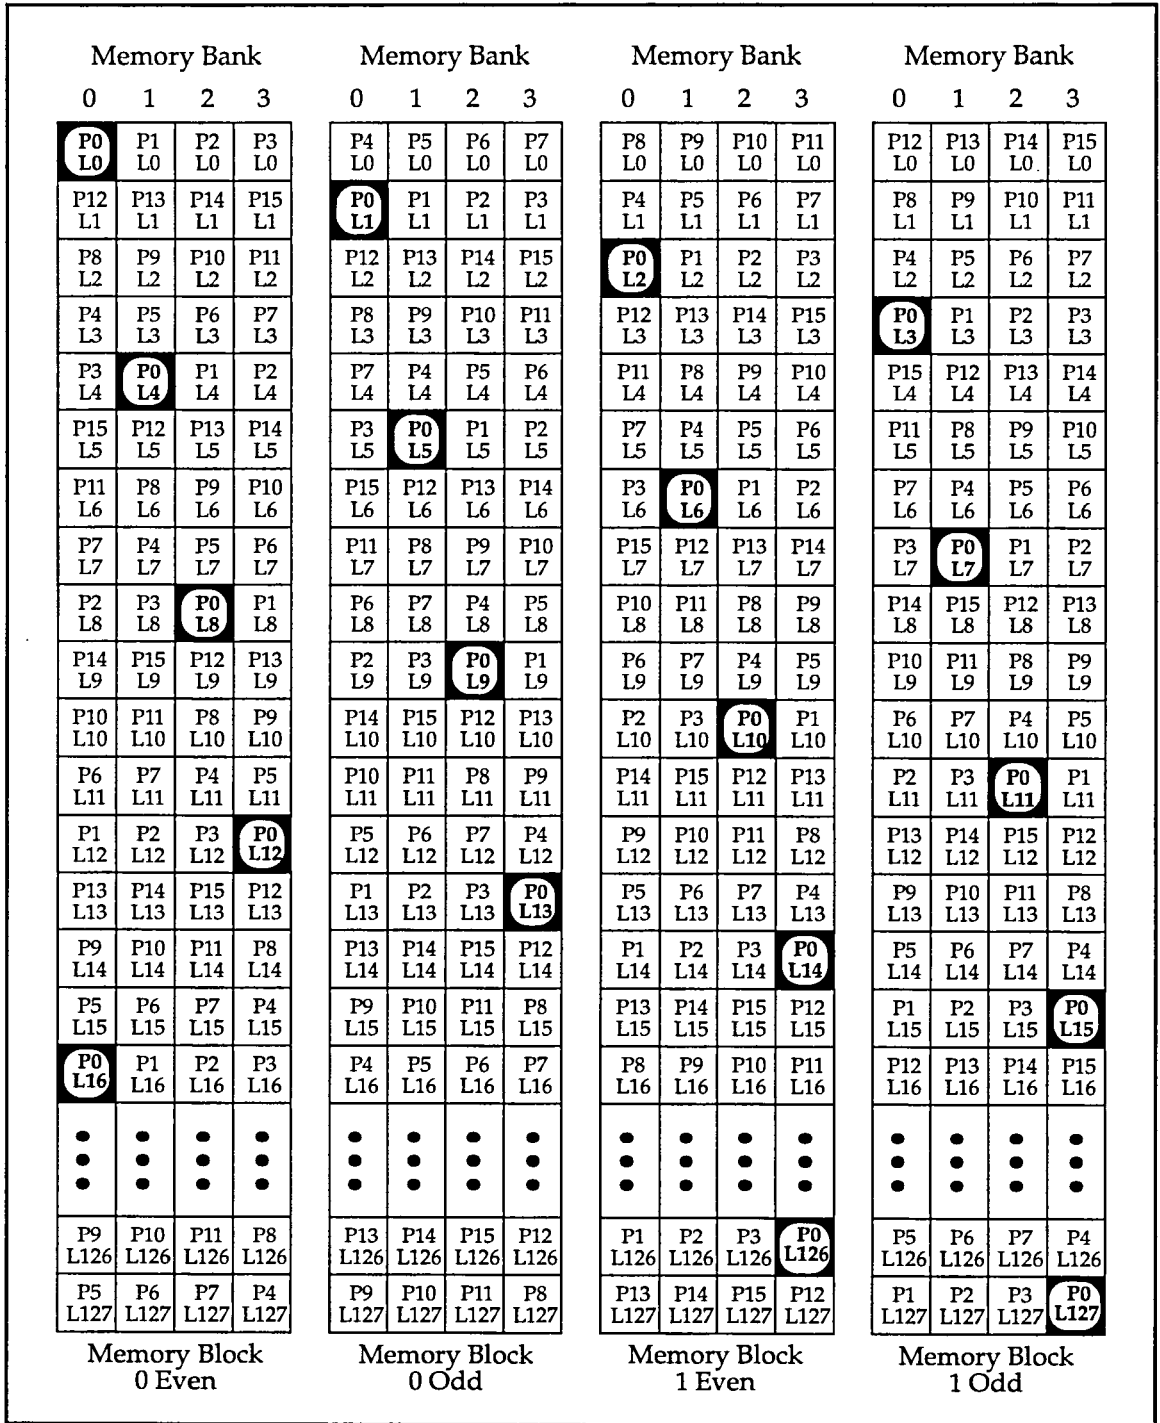 Memory Bank Memory Bank Memory Bank Memory Bank
0 1 2 3 0 1 2 3 0 1 2 3 0 1 2 3
P0 P1 P2 P3 P4 P5 P6 P7 P8 P9 P10 P11 P12 P13 P14 P15
L0 L0 L0 L0 L0 L0 L0 L0 L0 L0 L0 L0 L0 L0 L0. L0
P12 P13 P14 P15 P0 P1 P2 P3 P4 P5 P6 P7 P8 P9 P10 P11
L1 L1 L1 L1 L1 L1 L1 L1 L1 L1 L1 L1 L1 L1 L1 L1
P8 P9 P10 P11 P12 P13 P14 P15 P0 P1 P2 P3 P4 P5 P6 P7
L2 L2 L2 L2 L2 L2 L2 L2 L2 L2 L2 L2 L2 L2 L2 L2
P4 P5 P6 P7 P8 P9 P10 P11 P12 P13 P14 P15 P0 P1 P2 P3
L3 L3 L3 L3 L3 L3 L3 L3 L3 L3 L3 L3 L3 L3 L3 L3
P3 P0 P1 P2 P7 P4 P5 P6 P11 P8 P9 P10 P15 P12 P13 P14
L4 L4 L4 L4 L4 L4 L4 L4 L4 L4 L4 L4 L4 L4 L4 L4
P15 P12 P13 P14 P3 P0 P1 P2 P7 P4 P5 P6 P11 P8 P9 P10
L5 L5 L5 L5 L5 L5 L5 L5 L5 L5 L5 L5 L5 L5 L5 L5
P11 P8 P9 P10 P15 P12 P13 P14 P3 P0 P1 P2 P7 P4 P5 P6
L6 L6 L6 L6 L6 L6 L6 L6 L6 L6 L6 L6 L6 L6 L6 L6
P7 P4 P5 P6 P11 P8 P9 P10 P15 P12 P13 P14 P3 P0 P1 P2
L7 L7 L7 L7 L7 L7 L7 L7 L7 L7 L7 L7 L7 L7 L7 L7
P2 P3 P0 P1 P6 P7 P4 P5 P10 P11 P8 P9 P14 P15 P12 P13
L8 L8 L8 L8 L8 L8 L8 L8 L8 L8 L8 L8 L8 L8 L8 L8
P14 P15 P12 P13 P2 P3 P0 P1 P6 P7 P4 P5 P10 P11 P8 P9
L9 L9 L9 L9 L9 L9 L9 L9 L9 L9 L9 L9 L9 L9 L9 L9
P10 P11 P8 P9 P14 P15 P12 P13 P2 P3 P0 P1 P6 P7 P4 P5
L10 L10 L10 L10 L10 L10 L10 L10 L10 L10 L10 L10 L10 L10 L10 L10
P6 P7 P4 P5 P10 P11 P8 P9 P14 P15 P12 P13 P2 P3 P0 P1
L11 L11 L11 L11 L11 L11 L11 L11 L11 L11 L11 L11 L11 L11 L11 L11
P1 P2 P3 P0 P5 P6 P7 P4 P9 P10 P11 P8 P13 P14 P15 P12
L12 L12 L12 L12 L12 L12 L12 L12 L12 L12 L12 L12 L12 L12 L12 L12
P13 P14 P15 P12 P1 P2 P3 P0 P5 P6 P7 P4 P9 P10 P11 P8
L13 L13 L13 L13 L13 L13 L13 L13 L13 L13 L13 L13 L13 L13 L13 L13
P9 P10 P11 P8 P13 P14 P15 P12 P1 P2 P3 P0 P5 P6 P7 P4
L14 L14 L14 L14 L14 L14 L14 L14 L14 L14 L14 L14 L14 L14 L14 L14
P5 P6 P7 P4 P9 P10 P11 P8 P13 P14 P15 P12 P1 P2 P3 P0
L15 L15 L15 L15 L15 L15 L15 L15 L15 L15 L15 L15 L15 L15 L15 L15
P0 P1 P2 P3 P4 P5 P6 P7 P8 P9 P10 P11 P12 P13 P14 P15
L16 L16 L16 L16 L16 L16 L16 L16 L16 L16 L16 L16 L16 L16 L16 L16
P9 P10 P11 P8 P13 P14 P15 P12 P1 P2 P3 P0 P5 P6 P7 P4
L126 L126 L126 L126 L126 L126 L126 L126 L126 L126 L126 L126 L126 L126 L126 L126
P5 P6 P7 P4 P9 P10 P11 P8 P13 P14 P15 P12 P1 P2 P3 P0
L127 L127 L127 L127 L127 L127 L127 L127 L127 L127 L127 L127 L127 L127 L127 L127
Memory Block Memory Block Memory Block Memory Block
0 Even 0 Odd 1 Even 1 Odd